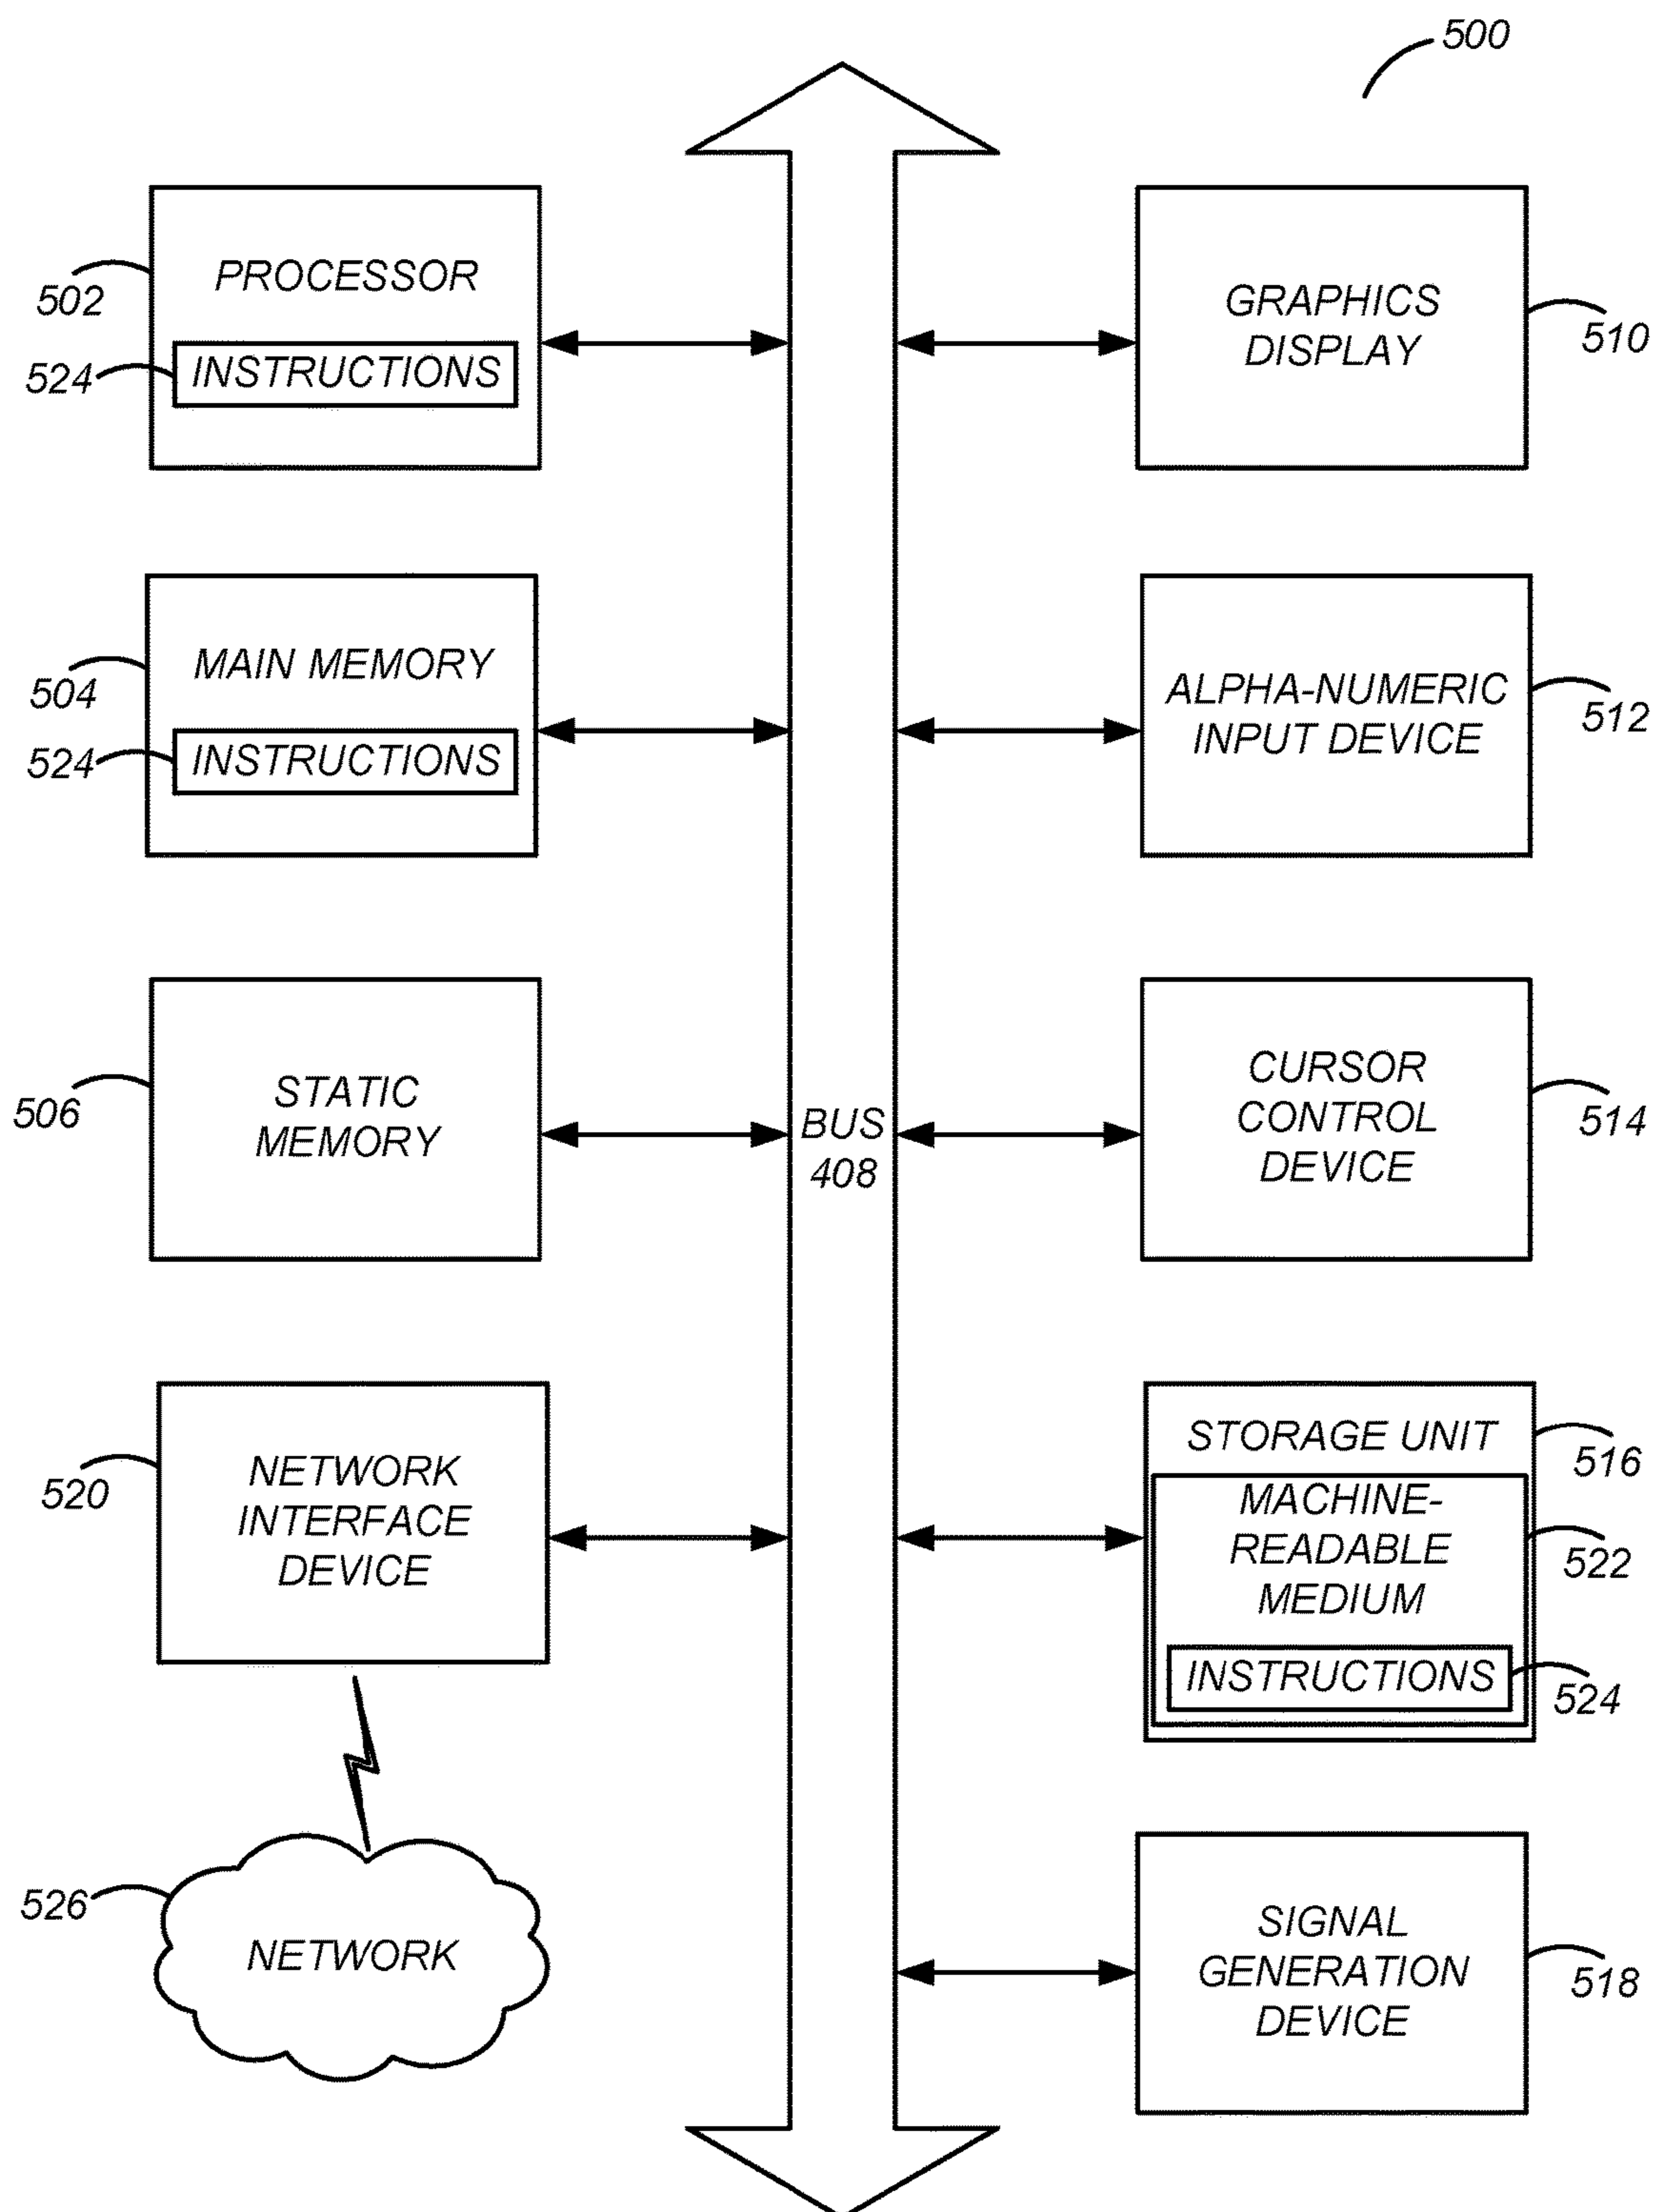 500
PROCESSOR
502
524
INSTRUCTIONS
GRAPHICS
DISPLAY
510
MAIN MEMORY
504
524
INSTRUCTIONS
ALPHA-NUMERIC
INPUT DEVICE
512
STATIC
MEMORY
506
BUS
408
CURSOR
CONTROL
DEVICE
514
NETWORK
INTERFACE
DEVICE
520
STORAGE UNIT
516
MACHINE-
READABLE
MEDIUM
522
INSTRUCTIONS
524
526
NETWORK
SIGNAL
GENERATION
DEVICE
518